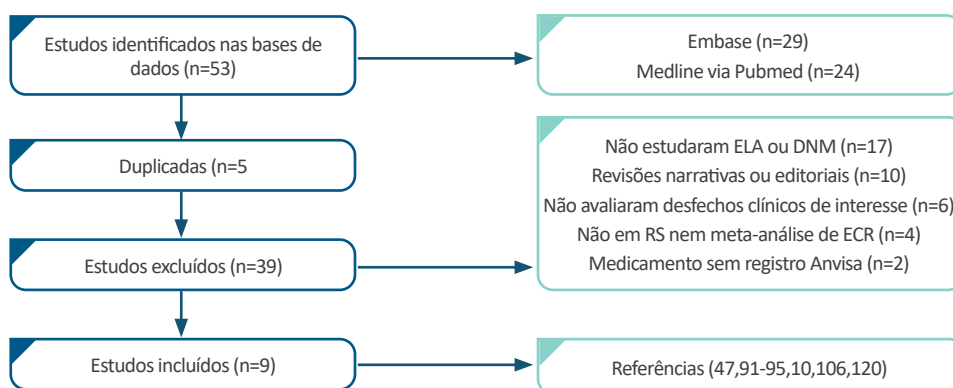 Estudos identificados nas bases de
dados (n=53)
Embase (n=29)
Medline via Pubmed (n=24)
Duplicadas (n=5
Não estudaram ELA ou DNM (n=17)
Revisões narrativas ou editoriais (n=10)
Não avaliaram desfechos clínicos de interesse (n=6)
Não em RS nem meta-análise de ECR (n=4)
Medicamento sem registro Anvisa (n=2)
Estudos excluídos (n=39)
Estudos incluídos (n=9)
Referências (47,91-95,10,106,120)